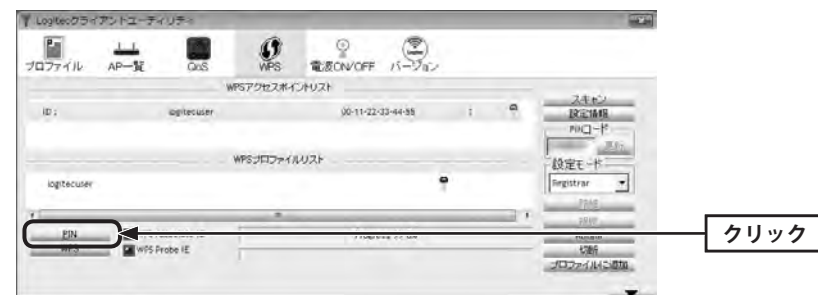 Logitecクライアントユーティリティ
プロファイル AP一覧 QoS WPS 電波ON/OFF バージョン
WPSアクセスポイントリスト
ID: logitecuser 00-11-22-33-44-55
スキャン
設定情報
PINコード
更新
WPSプロファイルリスト
logitecuser
設定モード
Registrar
PIN
WPS
WPS Probe IE
切断
プロファイルに追加
クリック